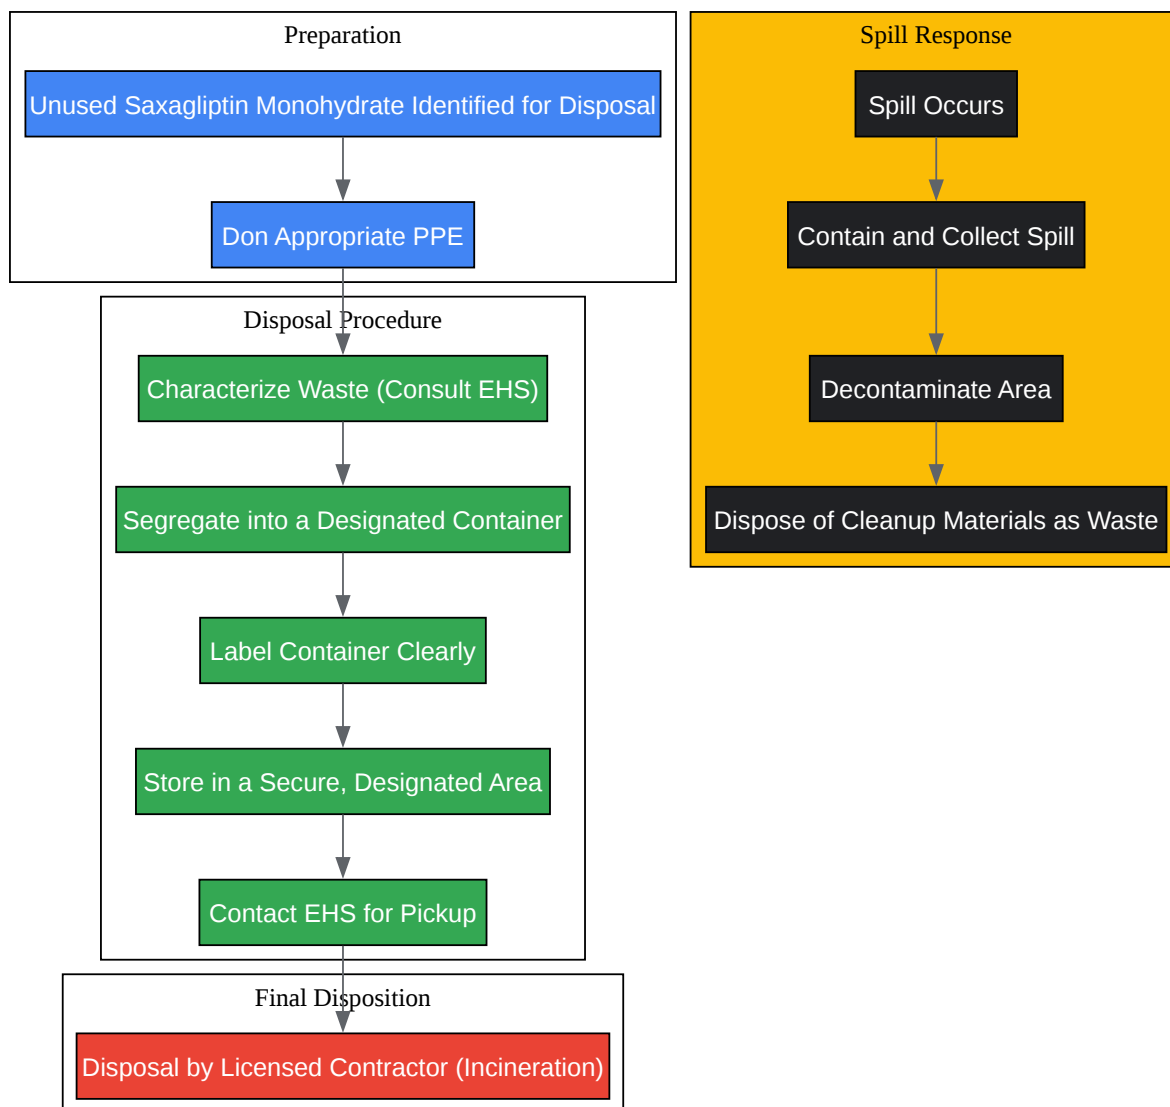 Preparation
Unused Saxagliptin Monohydrate Identified for Disposal
Don Appropriate PPE
Disposal Procedure
Characterize Waste (Consult EHS)
Segregate into a Designated Container
Label Container Clearly
Store in a Secure, Designated Area
Contact EHS for Pickup
Final Disposition
Disposal by Licensed Contractor (Incineration)
Spill Response
Spill Occurs
Contain and Collect Spill
Decontaminate Area
Dispose of Cleanup Materials as Waste